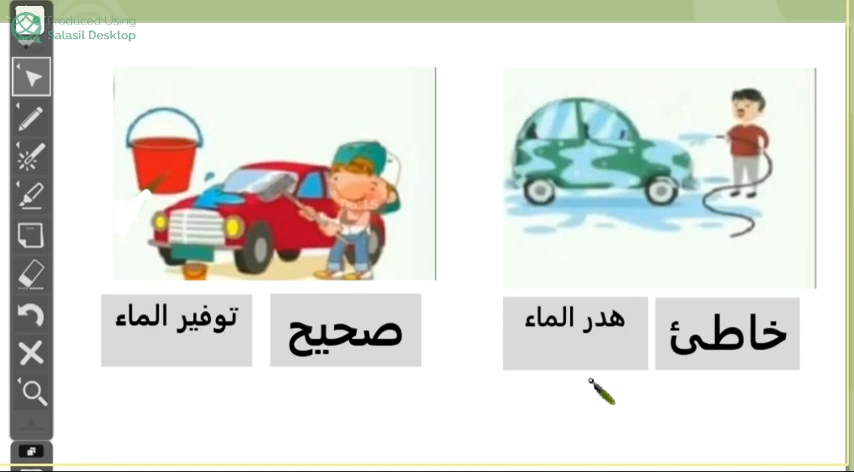 Produced Using
Salasil Desktop
خاطئ
هدر الماء
صحيح
توفير الماء